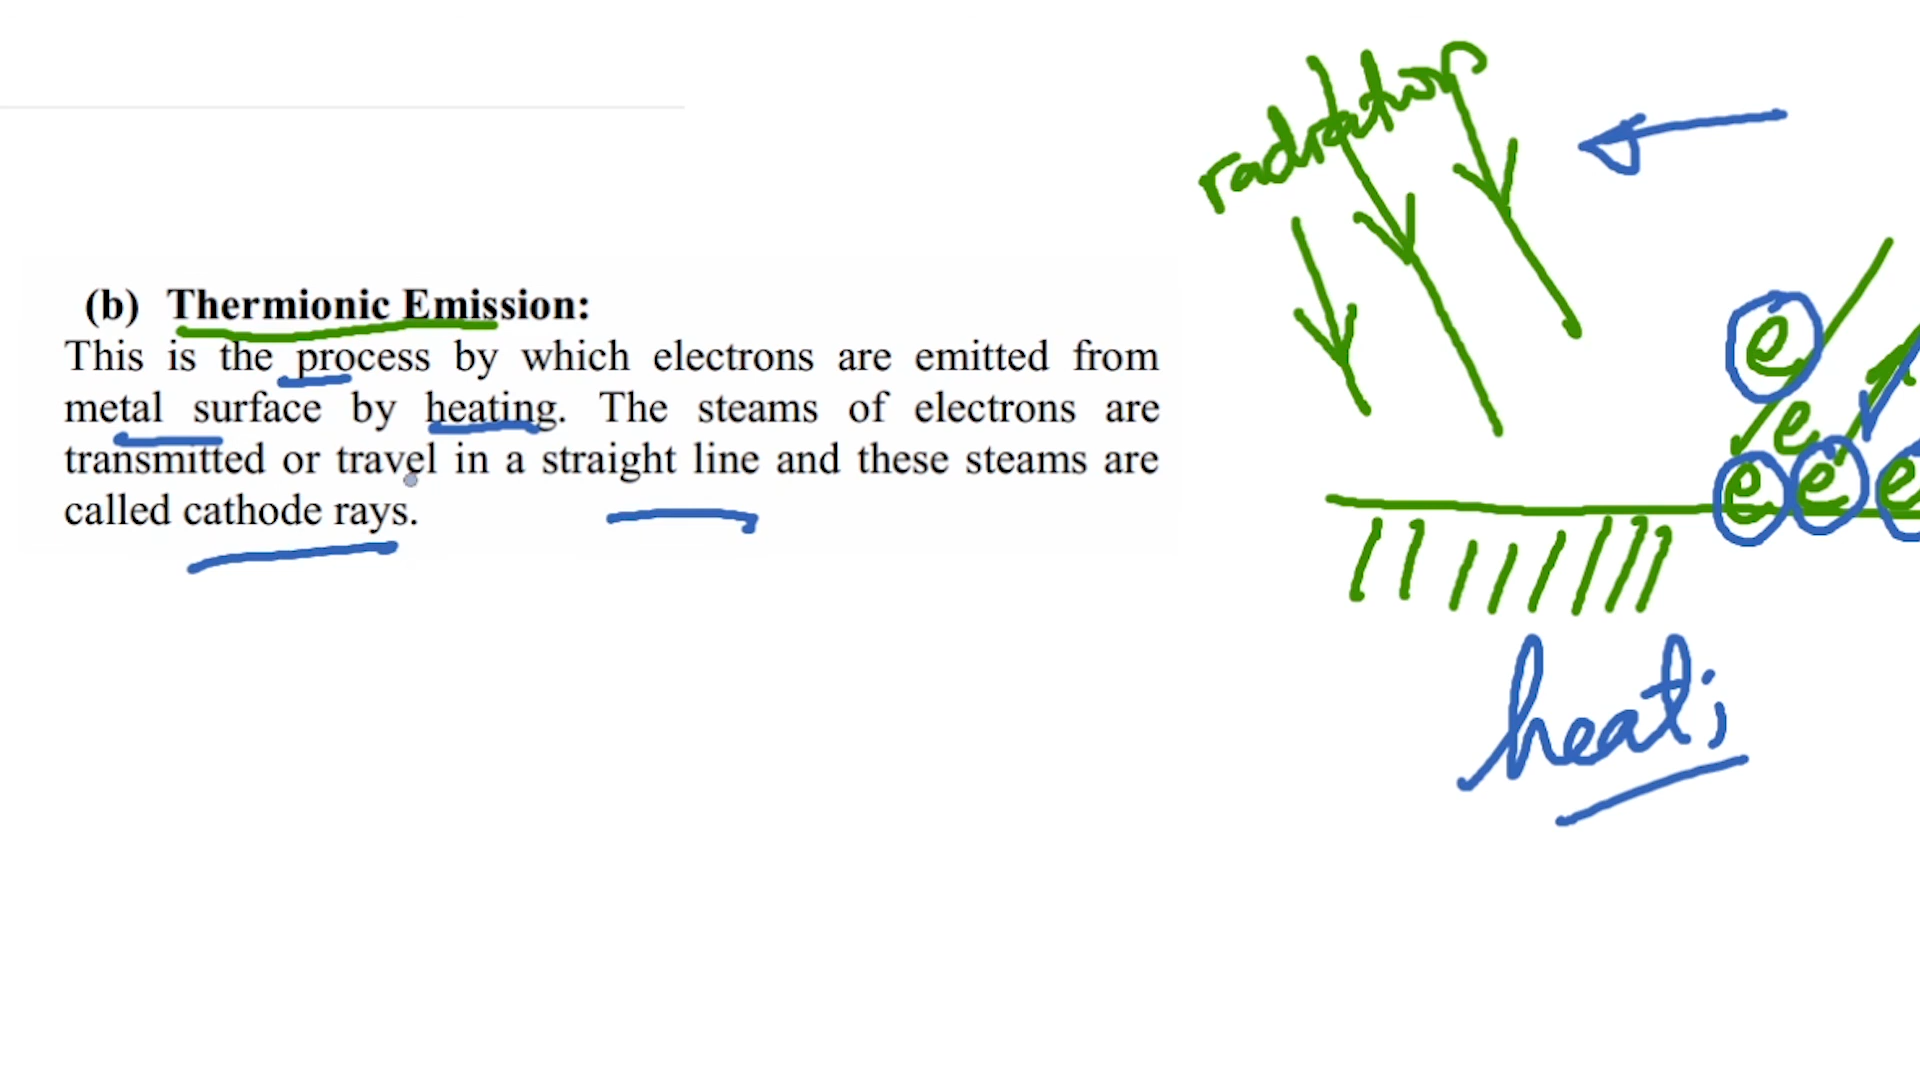 (b) Thermionic Emission:
This is the process by which electrons are emitted from
metal surface by heating. The steams of electrons are
transmitted or travel in a straight line and these steams are
called cathode rays.
e
e
e e e
heat;